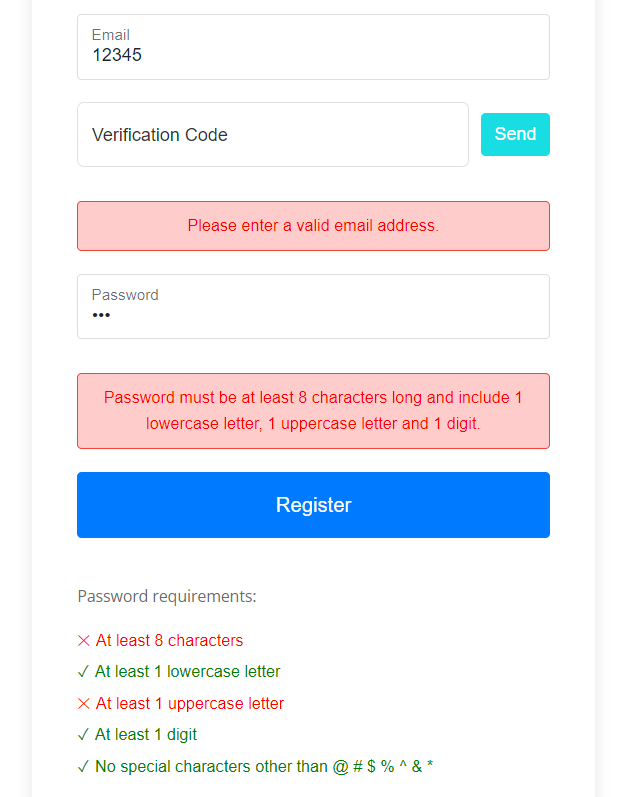 Email
12345
Verification Code
Send
Please enter a valid email address.
Password
•••
Password must be at least 8 characters long and include 1
lowercase letter, 1 uppercase letter and 1 digit.
Register
Password requirements:
✕ At least 8 characters
✓ At least 1 lowercase letter
✕ At least 1 uppercase letter
✓ At least 1 digit
✓ No special characters other than @ # $ % ^ & *